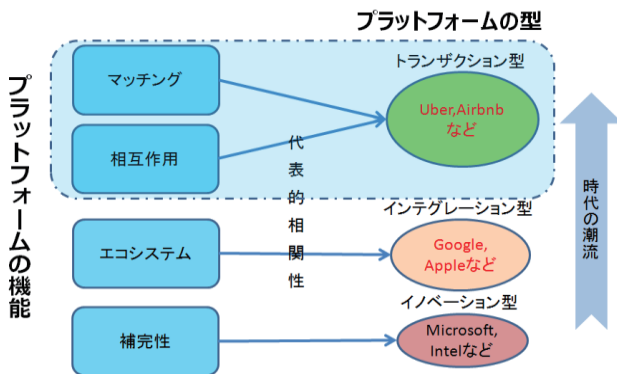 プラットフォームの型
プラットフォームの機能
マッチング
相互作用
エコシステム
補完性
代表的相関性
トランザクション型
Uber,Airbnb
など
インテグレーション型
Google,
Appleなど
イノベーション型
Microsoft,
Intelなど
時代の潮流